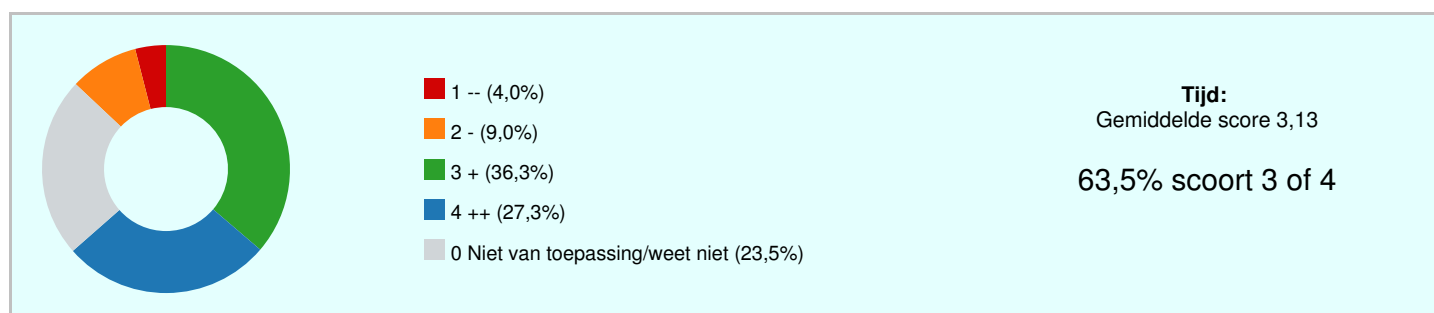 1 -- (4,0%)
2 - (9,0%)
3 + (36,3%)
4 ++ (27,3%)
0 Niet van toepassing/weet niet (23,5%)
Tijd:
Gemiddelde score 3,13
63,5% scoort 3 of 4